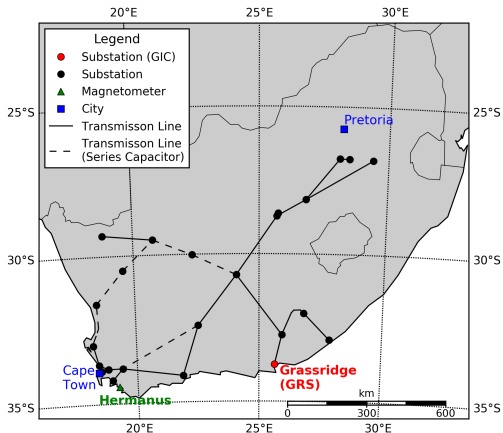 20°E 25°E 30°E
Legend
Substation (GIC)
Substation
Magnetometer
City
Transmisson Line
Transmisson Line
(Series Capacitor)
Pretoria
25°S 25°S
30°S 30°S
Cape
Town
Grassridge
(GRS)
Hermanus
km
0 300 600
35°S 35°S
20°E 25°E 30°E